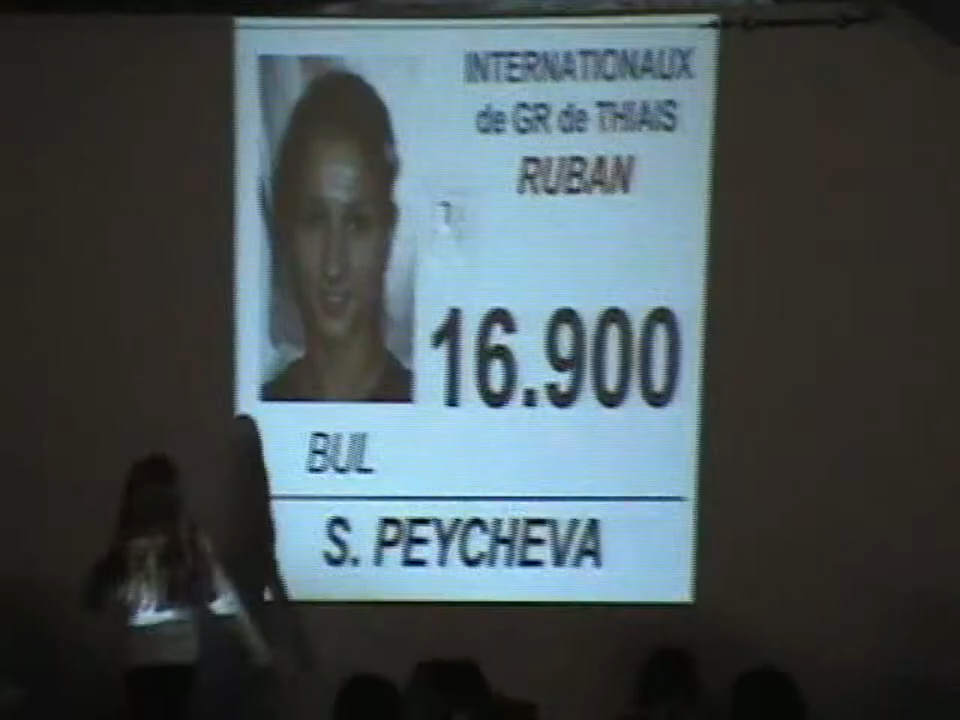 INTERNATIONAUX
de GR de THIAIS
RUBAN
16.900
BUL
S. PEYCHEVA